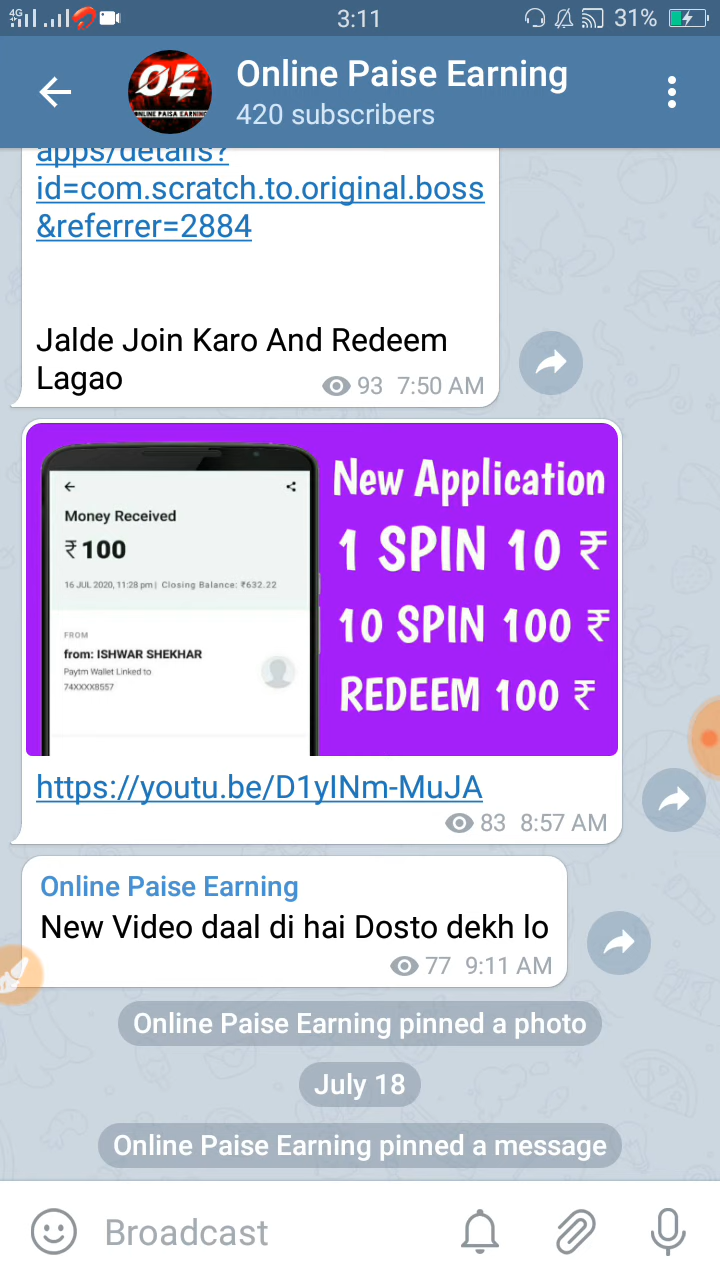 4G
3:11
31%
OE
ONLINE PAISA EARNING
Online Paise Earning
420 subscribers
apps/details?
id=com.scratch.to.original.boss
&referrer=2884
Jalde Join Karo And Redeem
Lagao
93 7:50 AM
Money Received
₹100
16 JUL 2020, 11:28 pm | Closing Balance: ₹632.22
FROM
from: ISHWAR SHEKHAR
Paytm Wallet Linked to
74XXXX8557
New Application
1 SPIN 10 ₹
10 SPIN 100 ₹
REDEEM 100 ₹
https://youtu.be/D1yINm-MuJA
83 8:57 AM
Online Paise Earning
New Video daal di hai Dosto dekh lo
77 9:11 AM
Online Paise Earning pinned a photo
July 18
Online Paise Earning pinned a message
Broadcast